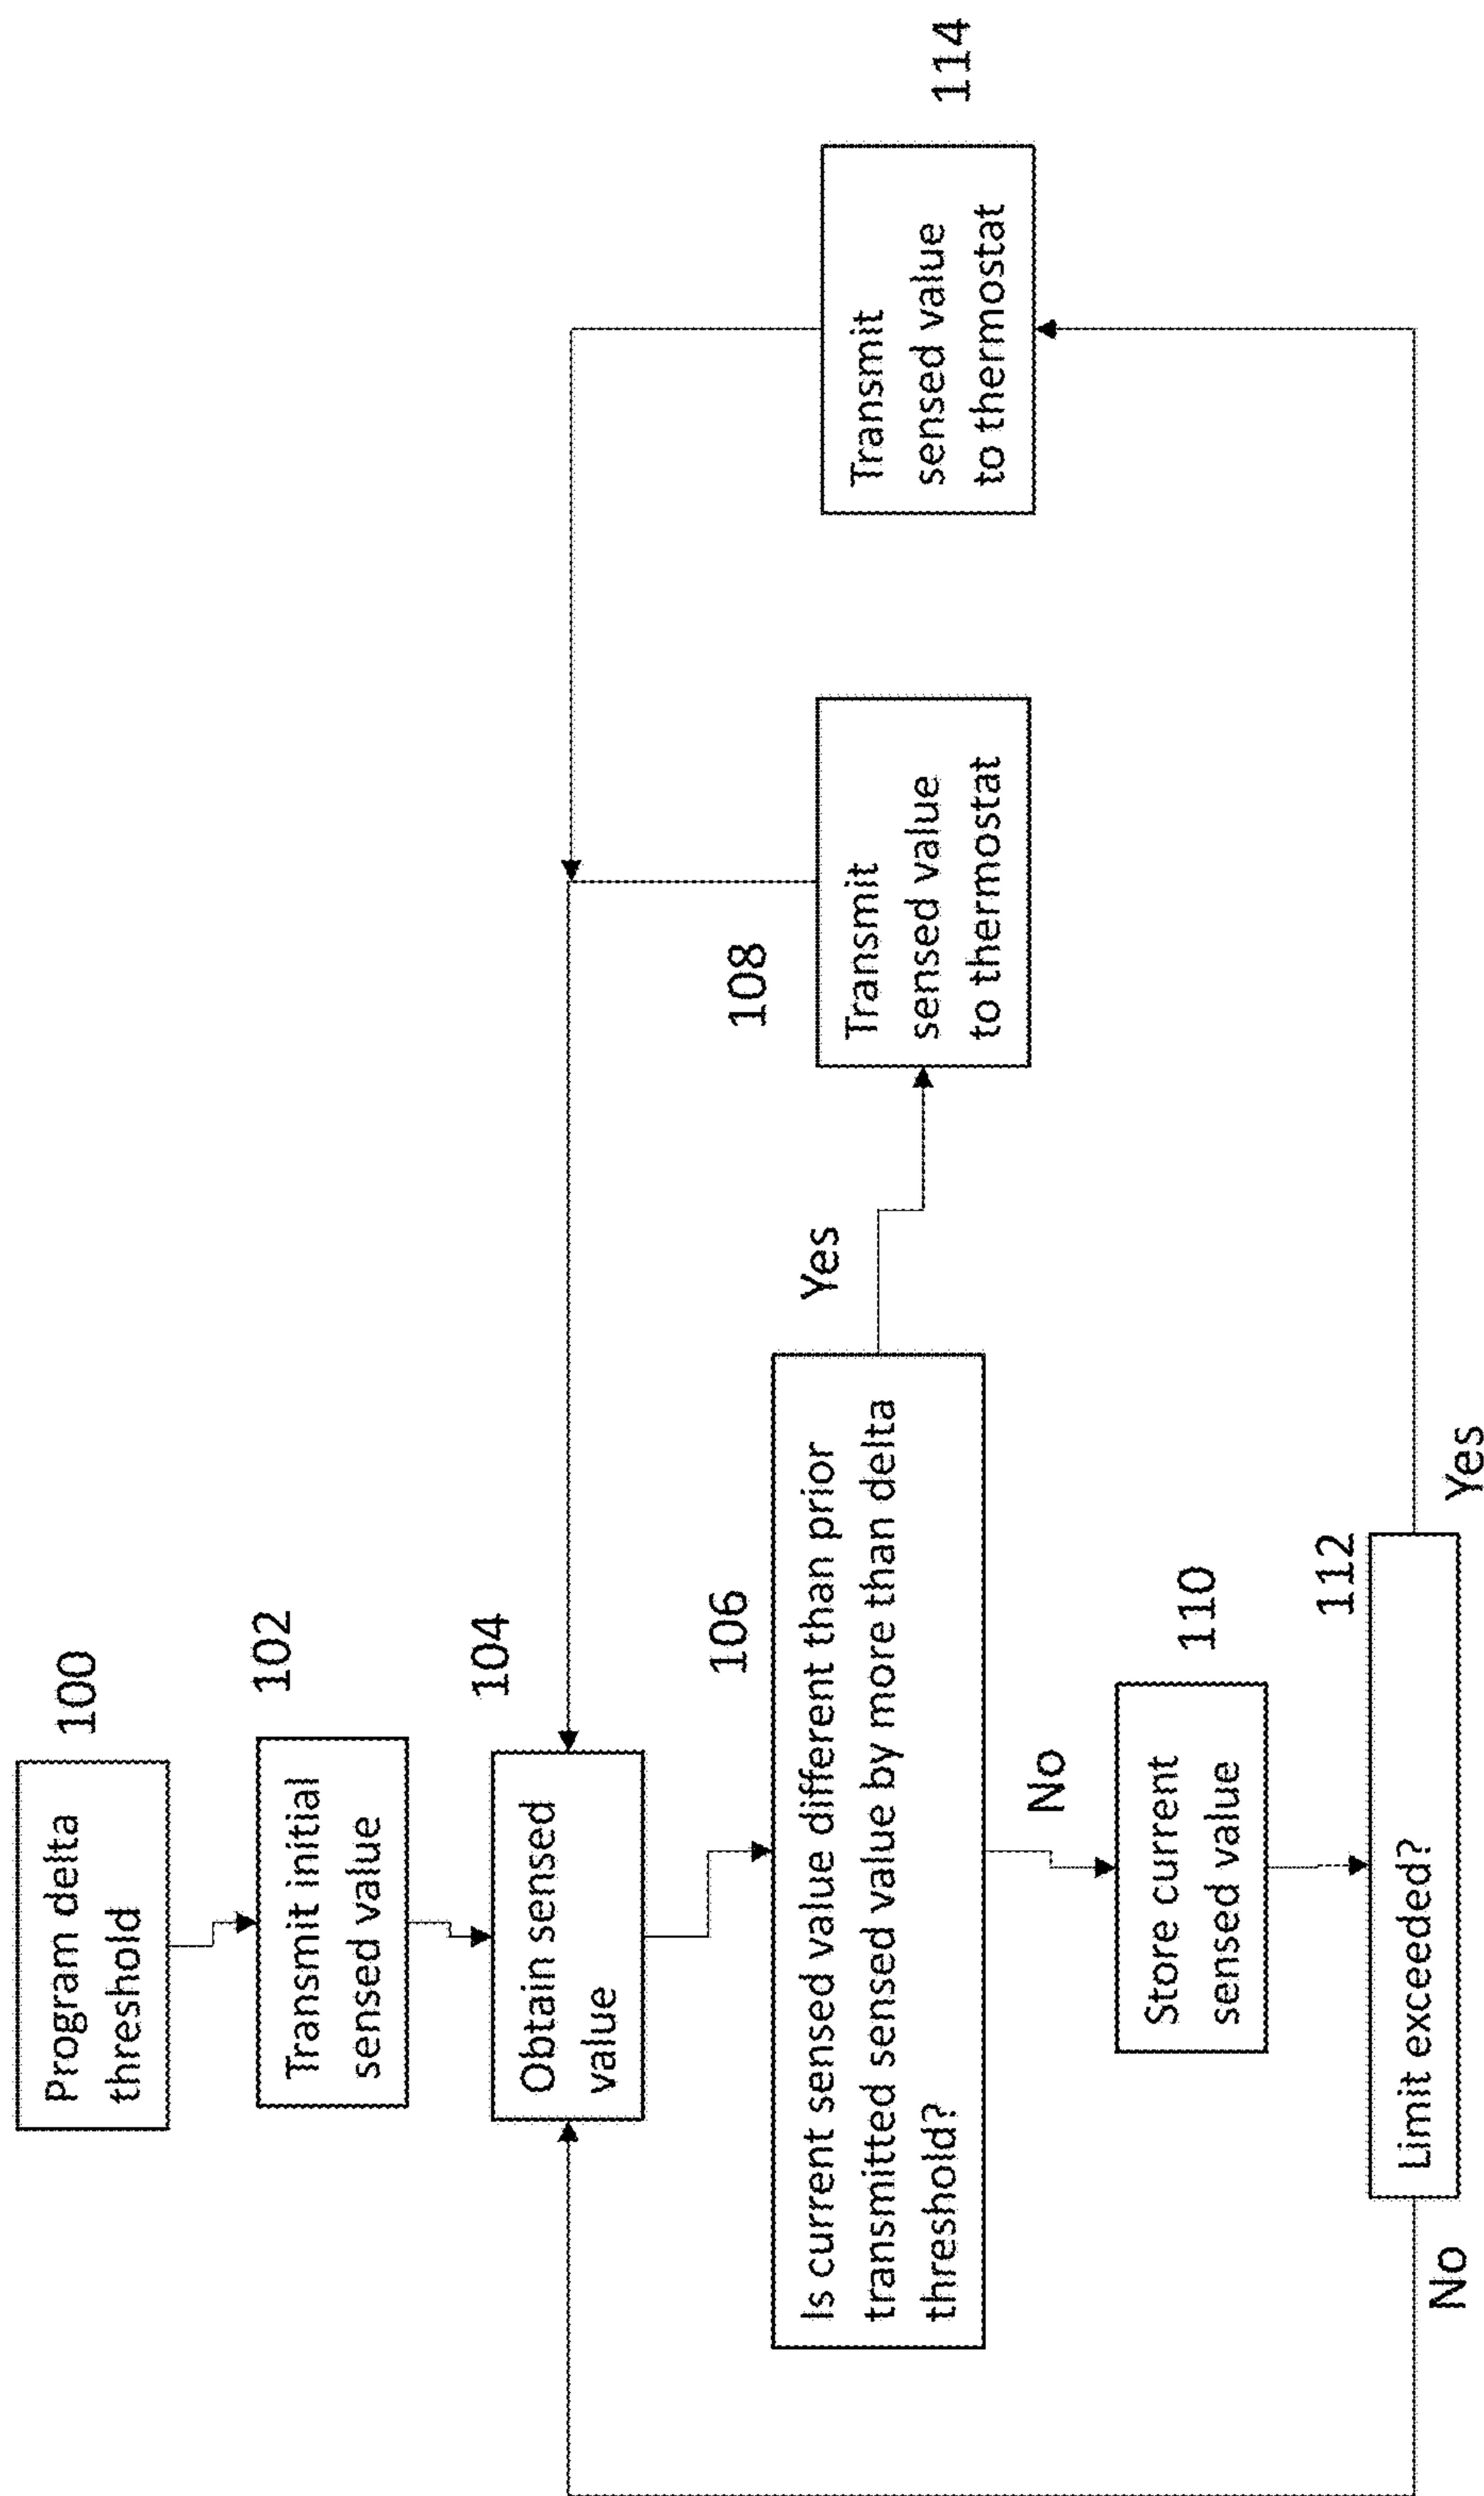 100
Program delta
threshold
102
Transmit initial
sensed value
104
Obtain sensed
value
106
Is current sensed value different than prior
transmitted sensed value by more than delta
threshold?
Yes
108
Transmit
sensed value
to thermostat
114
Transmit
sensed value
to thermostat
No
110
Store current
sensed value
112
Limit exceeded?
No
Yes